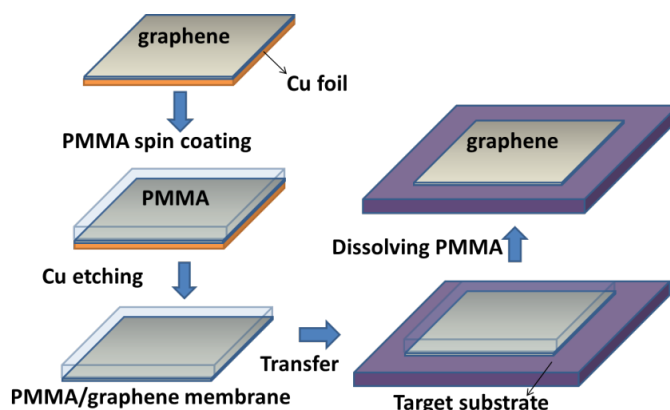 graphene
Cu foil
PMMA spin coating
PMMA
Cu etching
PMMA/graphene membrane
Transfer
Target substrate
Dissolving PMMA
graphene